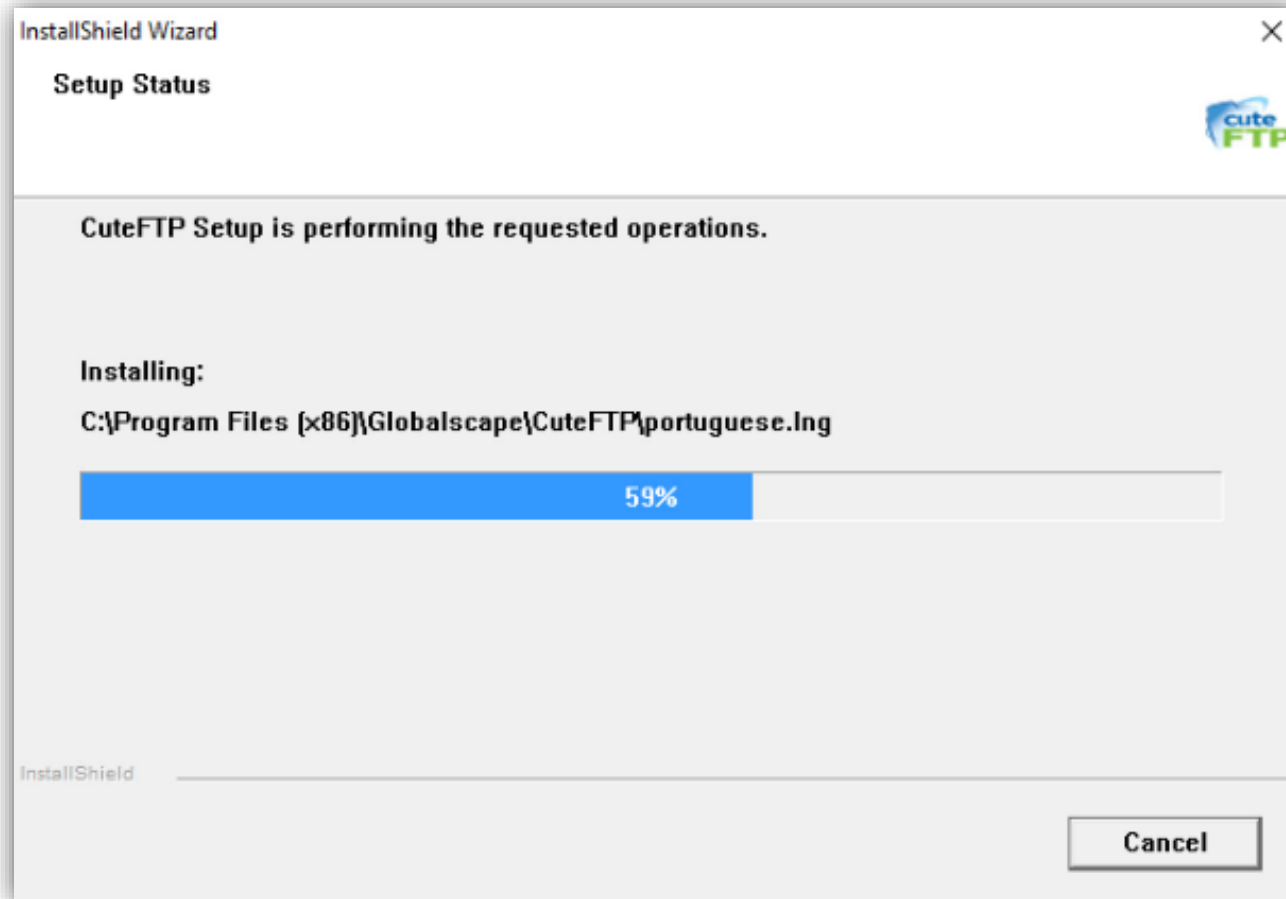 InstallShield Wizard
Setup Status
cute
FTP
CuteFTP Setup is performing the requested operations.
Installing:
C:\Program Files (x86)\Globalscape\CuteFTP\portuguese.lng
59%
InstallShield
Cancel